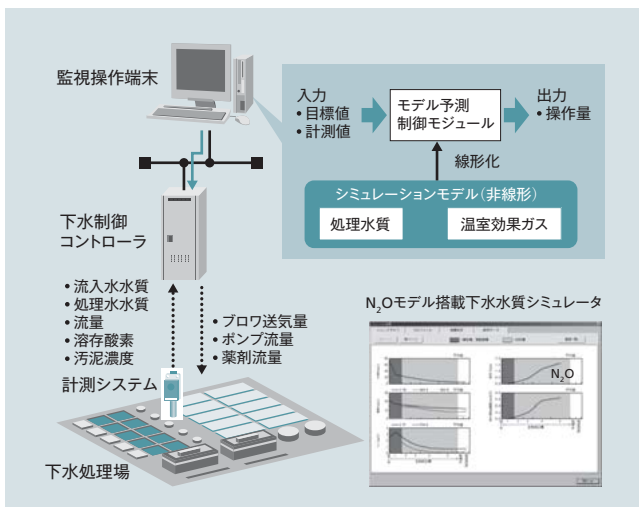 監視操作端末
入力
• 目標値
• 計測値
モデル予測
制御モジュール
出力
• 操作量
線形化
シミュレーションモデル（非線形）
処理水質
温室効果ガス
下水制御
コントローラ
• 流入水水質
• 処理水水質
• 流量
• 溶存酸素
• 汚泥濃度
• ブロワ送気量
• ポンプ流量
• 薬剤流量
計測システム
下水処理場
N₂Oモデル搭載下水水質シミュレータ
N₂O